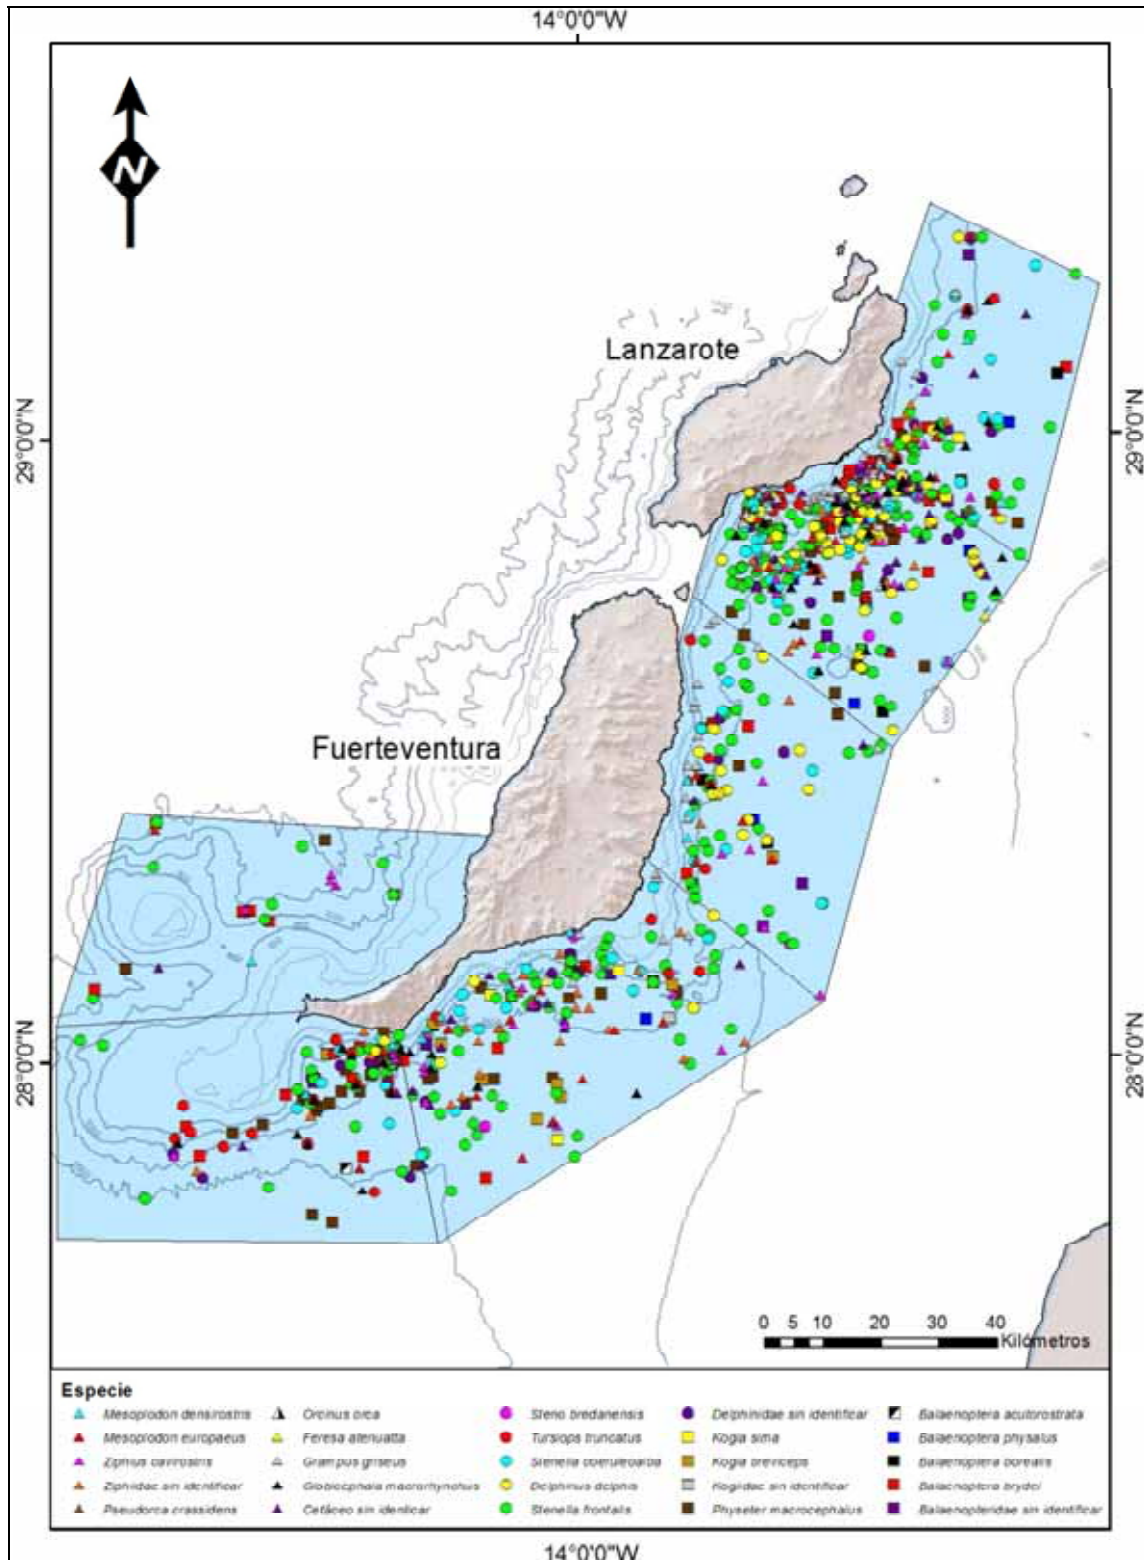 14°0'0"W
N
Lanzarote
29°0'0"N
29°0'0"N
Fuerteventura
28°0'0"N
28°0'0"N
0 5 10 20 30 40
Kilómetros
Especie
Mesoplodon densirostris
Orcinus orca
Steno bredanensis
Delphinidae sin identificar
Balaenoptera acutorostrata
Mesoplodon europaeus
Feresa atenuatta
Tursiops truncatus
Kogia sima
Balaenoptera physalus
Ziphius cavirostris
Grampus griseus
Stenella coeruleoalba
Kogia breviceps
Balaenoptera borealis
Ziphiidae sin identificar
Globicephala macrorhynchus
Delphinus delphis
Kogiidae sin identificar
Balaenoptera brydei
Pseudorca crassidens
Cetáceo sin identicar
Stenella frontalis
Physeter macrocephalus
Balaenopteridae sin identificar
14°0'0"W